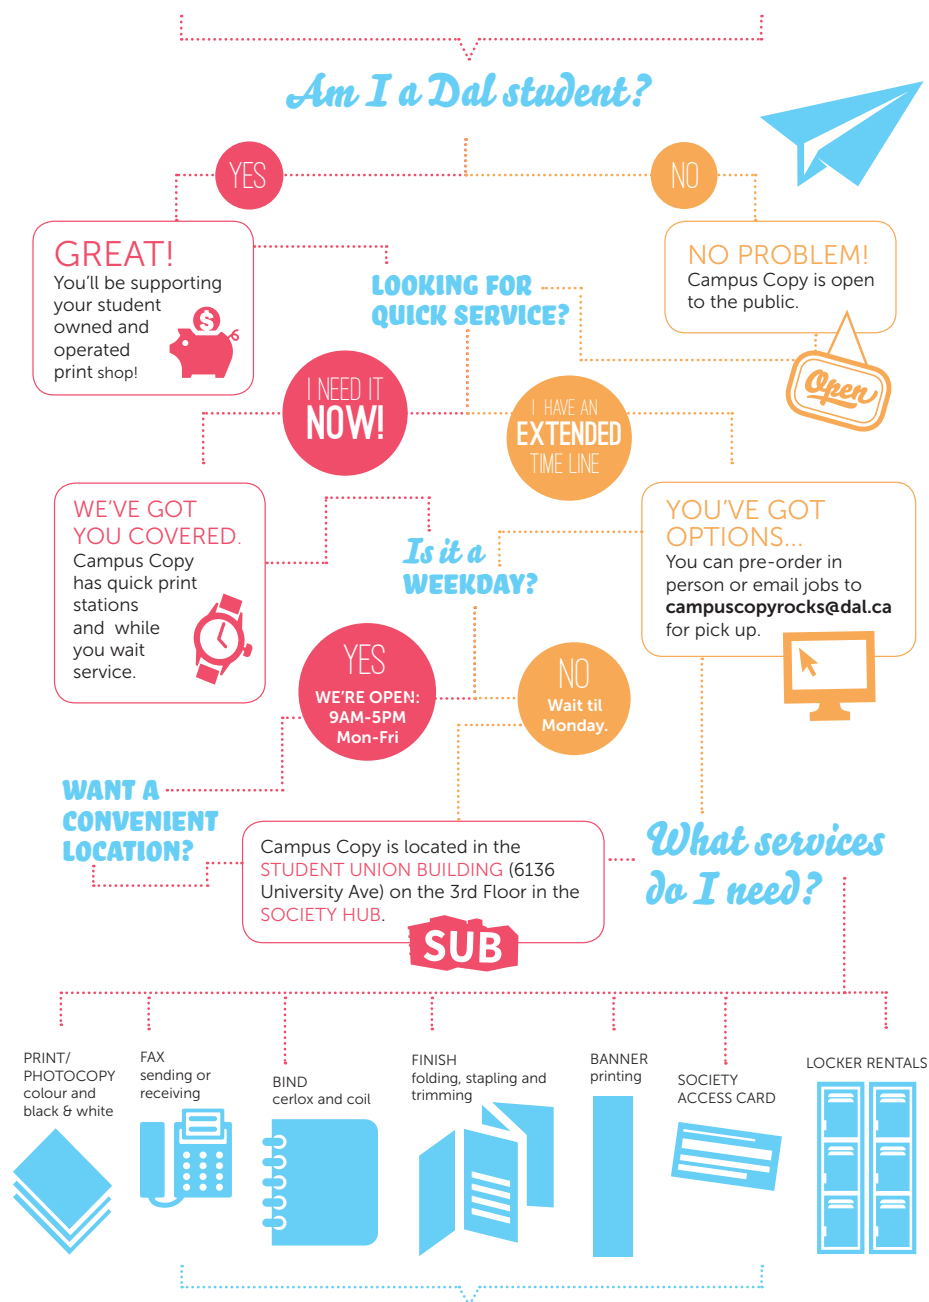 Am I a Dal student?
YES
NO
GREAT!
You'll be supporting
your student
owned and
operated
print shop!
$
NO PROBLEM!
Campus Copy is open
to the public.
Open
LOOKING FOR
QUICK SERVICE?
I NEED IT
NOW!
I HAVE AN
EXTENDED
TIME LINE
WE'VE GOT
YOU COVERED.
Campus Copy
has quick print
stations
and while
you wait
service.
YOU'VE GOT
OPTIONS...
You can pre-order in
person or email jobs to
campuscopyrocks@dal.ca
for pick up.
Is it a
WEEKDAY?
YES
WE'RE OPEN:
9AM-5PM
Mon-Fri
NO
Wait til
Monday.
WANT A
CONVENIENT
LOCATION?
Campus Copy is located in the
STUDENT UNION BUILDING (6136
University Ave) on the 3rd Floor in the
SOCIETY HUB.
SUB
What services
do I need?
PRINT/
PHOTOCOPY
colour and
black & white
FAX
sending or
receiving
BIND
cerlox and coil
FINISH
folding, stapling and
trimming
BANNER
printing
SOCIETY
ACCESS CARD
LOCKER RENTALS